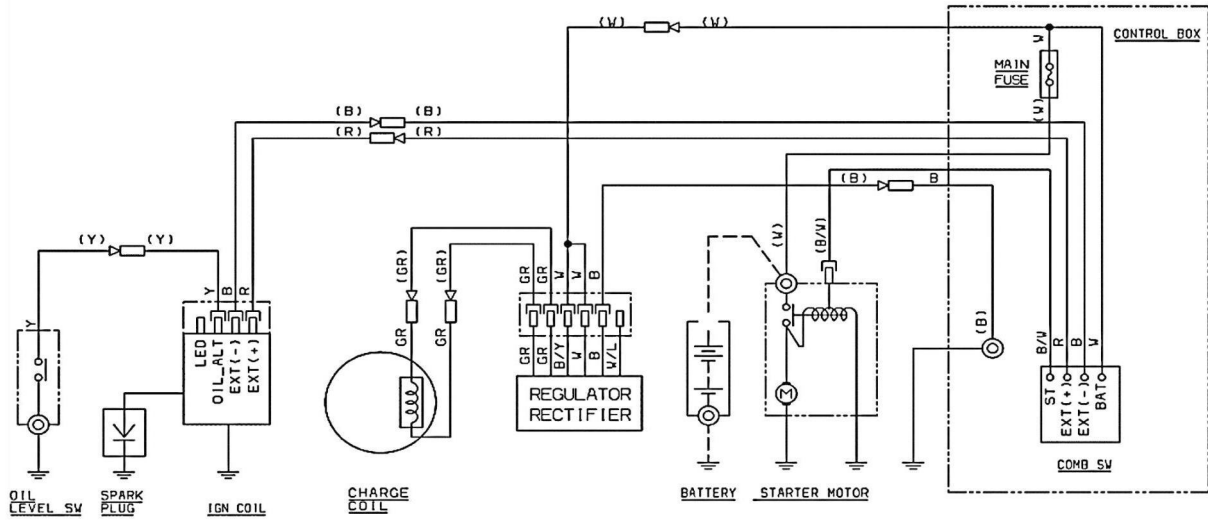 (W) (W)
W
CONTROL BOX
MAIN
FUSE
(W)
(B) (B)
(R) (R)
(B) B
(Y) (Y)
(GR) (GR)
(W)
(B/W)
(B)
Y B R
GR GR W W B
Y
LED
OIL_ALT
EXT(-)
EXT(+)
GR GR
GR GR B/Y W B W/L
REGULATOR
RECTIFIER
M
B/W R B W
ST
EXT(+)
EXT(-)
BAT
COMB SW
OIL
LEVEL SW
SPARK
PLUG
IGN COIL
CHARGE
COIL
BATTERY
STARTER MOTOR